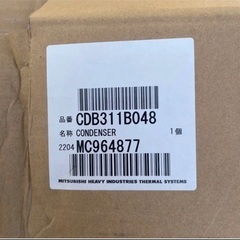 品番 CDB311B048
名称 CONDENSER 1個
2204 MC964877
MITSUBISHI HEAVY INDUSTRIES THERMAL SYSTEMS